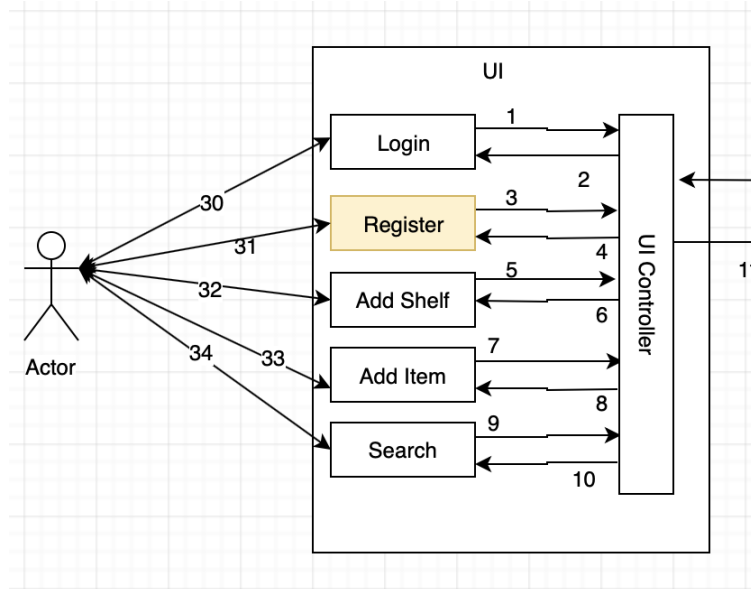 UI
1
Login
2
30
3
Register
31
4
5
32
Add Shelf
6
UI Controller
7
34
33
Add Item
8
Actor
9
Search
10